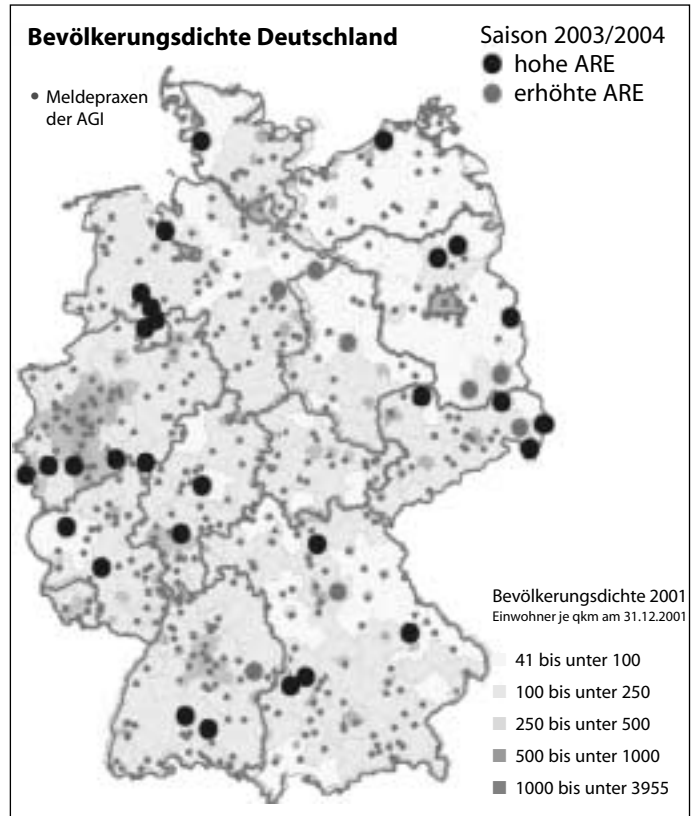 Bevölkerungsdichte Deutschland
Saison 2003/2004
hohe ARE
erhöhte ARE
Meldepraxen
der AGI
Bevölkerungsdichte 2001
Einwohner je qkm am 31.12.2001
41 bis unter 100
100 bis unter 250
250 bis unter 500
500 bis unter 1000
1000 bis unter 3955